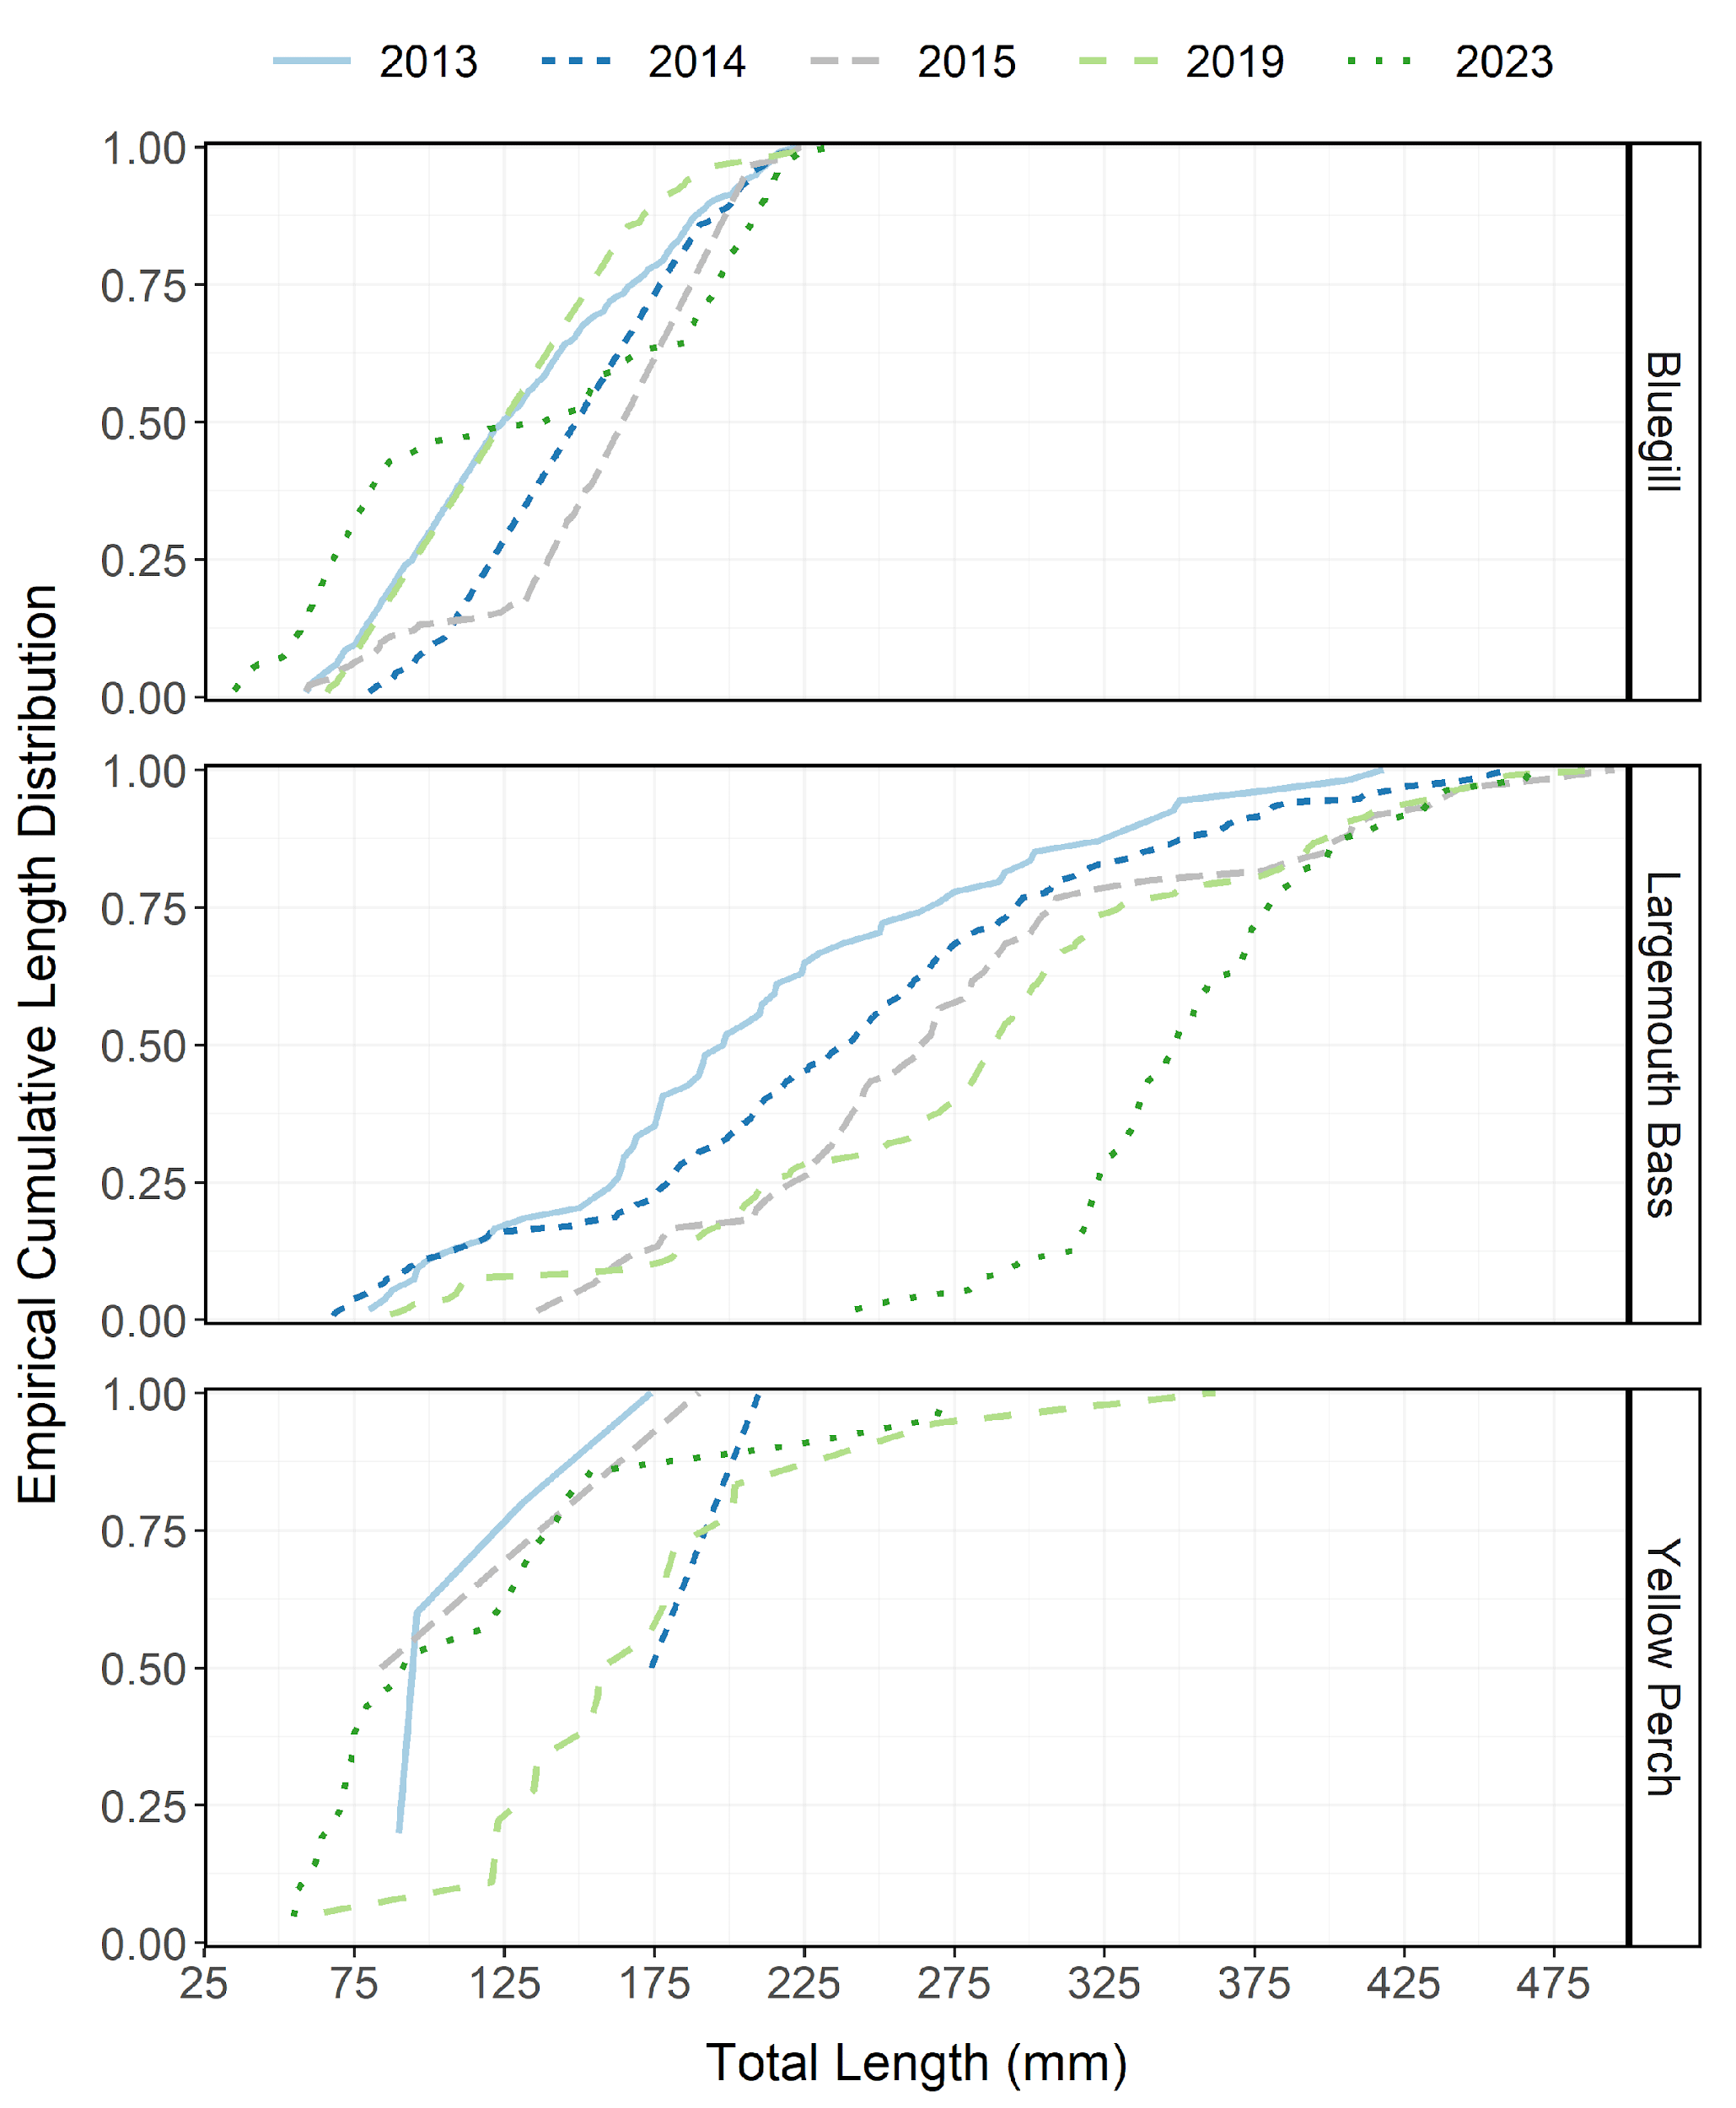 2013 2014 2015 2019 2023
Empirical Cumulative Length Distribution
1.00
0.75
0.50
0.25
0.00
Bluegill
1.00
0.75
0.50
0.25
0.00
Largemouth Bass
1.00
0.75
0.50
0.25
0.00
Yellow Perch
25 75 125 175 225 275 325 375 425 475
Total Length (mm)